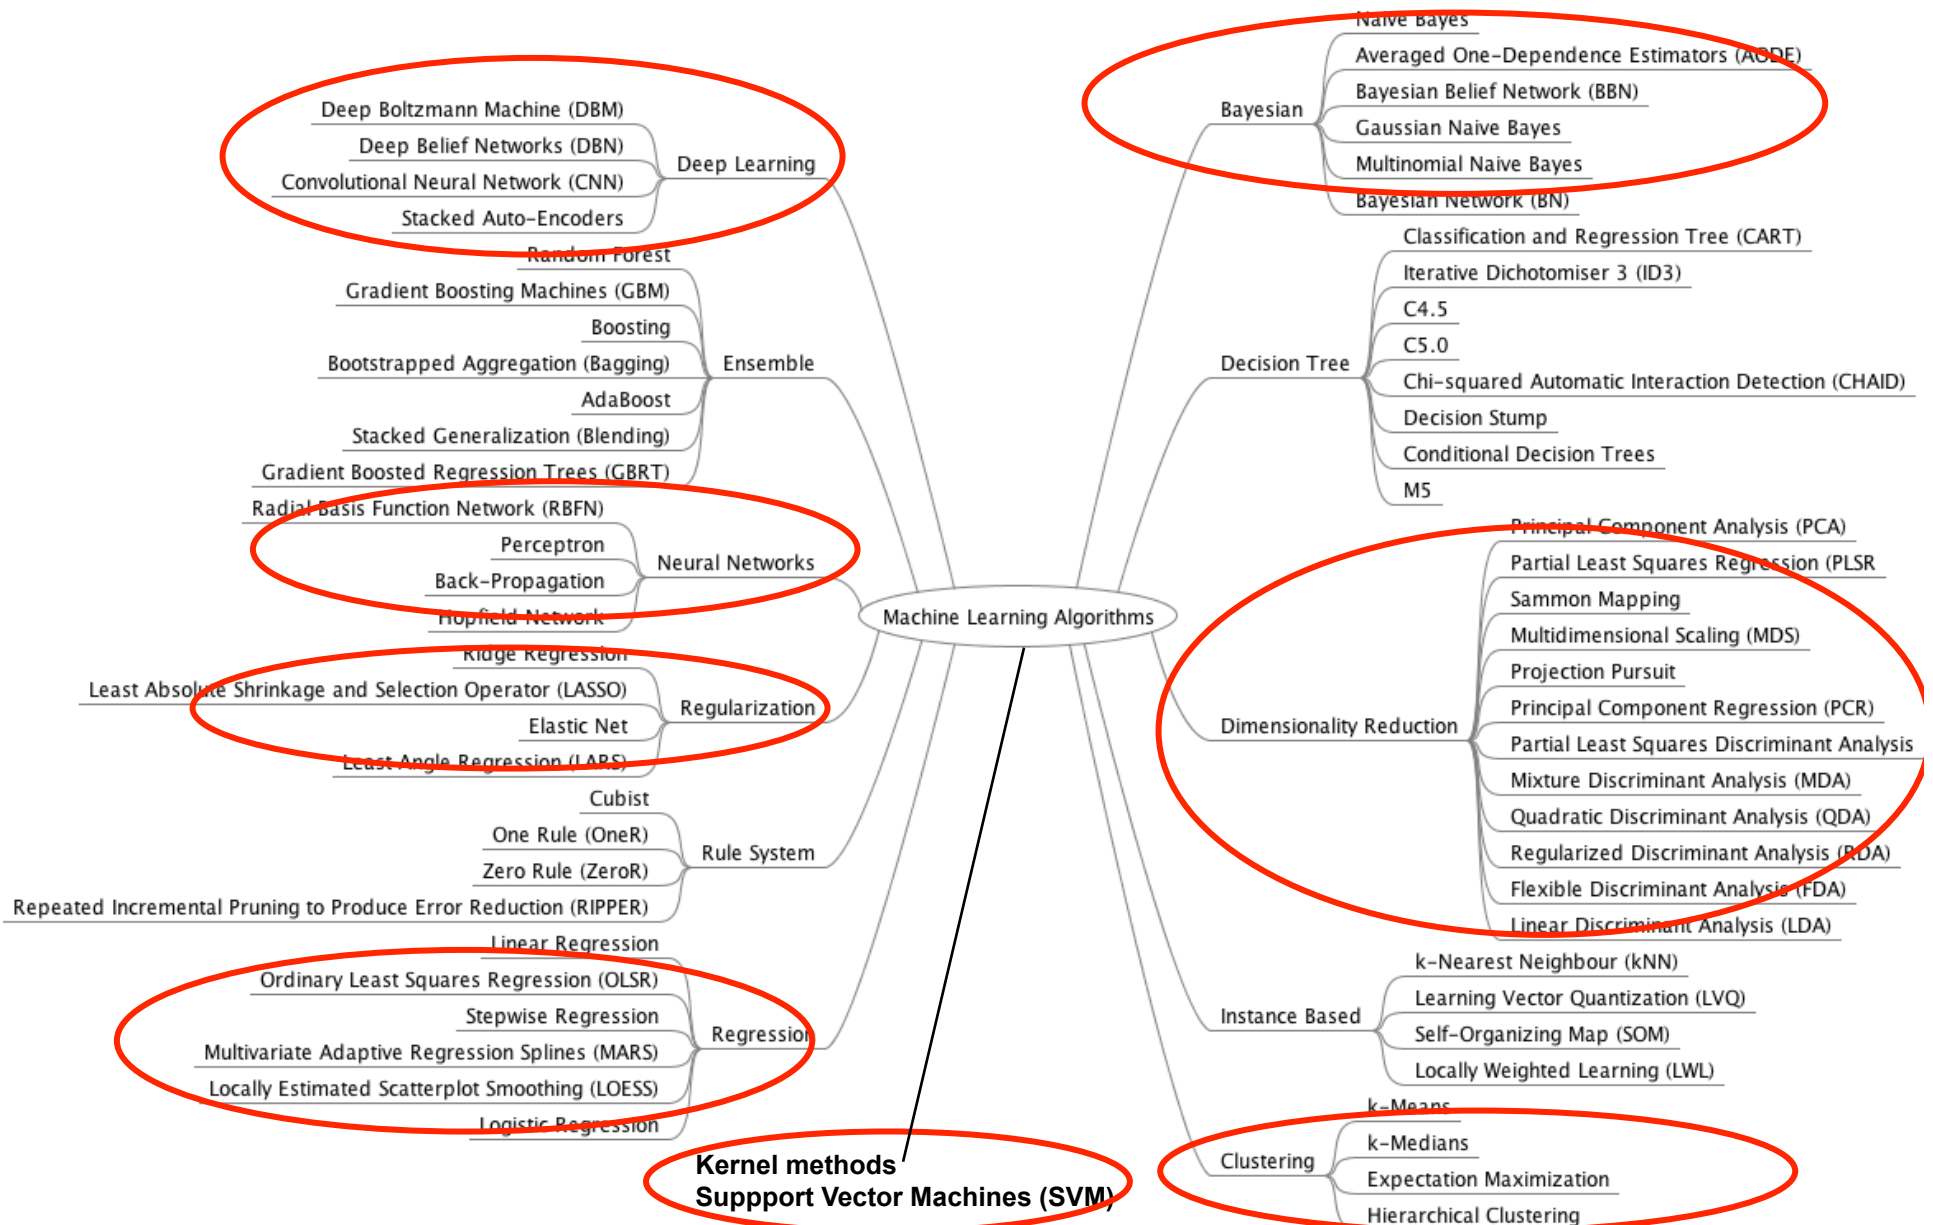 Deep Boltzmann Machine (DBM)
Deep Belief Networks (DBN)
Convolutional Neural Network (CNN)
Stacked Auto-Encoders
Deep Learning
Random Forest
Gradient Boosting Machines (GBM)
Boosting
Bootstrapped Aggregation (Bagging)
AdaBoost
Stacked Generalization (Blending)
Gradient Boosted Regression Trees (GBRT)
Ensemble
Radial Basis Function Network (RBFN)
Perceptron
Back-Propagation
Hopfield Network
Neural Networks
Ridge Regression
Least Absolute Shrinkage and Selection Operator (LASSO)
Elastic Net
Least Angle Regression (LARS)
Regularization
Cubist
One Rule (OneR)
Zero Rule (ZeroR)
Repeated Incremental Pruning to Produce Error Reduction (RIPPER)
Rule System
Linear Regression
Ordinary Least Squares Regression (OLSR)
Stepwise Regression
Multivariate Adaptive Regression Splines (MARS)
Locally Estimated Scatterplot Smoothing (LOESS)
Logistic Regression
Regression
Machine Learning Algorithms
Kernel methods
Suppport Vector Machines (SVM)
Bayesian
Naive Bayes
Averaged One-Dependence Estimators (AODE)
Bayesian Belief Network (BBN)
Gaussian Naive Bayes
Multinomial Naive Bayes
Bayesian Network (BN)
Decision Tree
Classification and Regression Tree (CART)
Iterative Dichotomiser 3 (ID3)
C4.5
C5.0
Chi-squared Automatic Interaction Detection (CHAID)
Decision Stump
Conditional Decision Trees
M5
Dimensionality Reduction
Principal Component Analysis (PCA)
Partial Least Squares Regression (PLSR
Sammon Mapping
Multidimensional Scaling (MDS)
Projection Pursuit
Principal Component Regression (PCR)
Partial Least Squares Discriminant Analysis
Mixture Discriminant Analysis (MDA)
Quadratic Discriminant Analysis (QDA)
Regularized Discriminant Analysis (RDA)
Flexible Discriminant Analysis (FDA)
Linear Discriminant Analysis (LDA)
Instance Based
k-Nearest Neighbour (kNN)
Learning Vector Quantization (LVQ)
Self-Organizing Map (SOM)
Locally Weighted Learning (LWL)
Clustering
k-Means
k-Medians
Expectation Maximization
Hierarchical Clustering